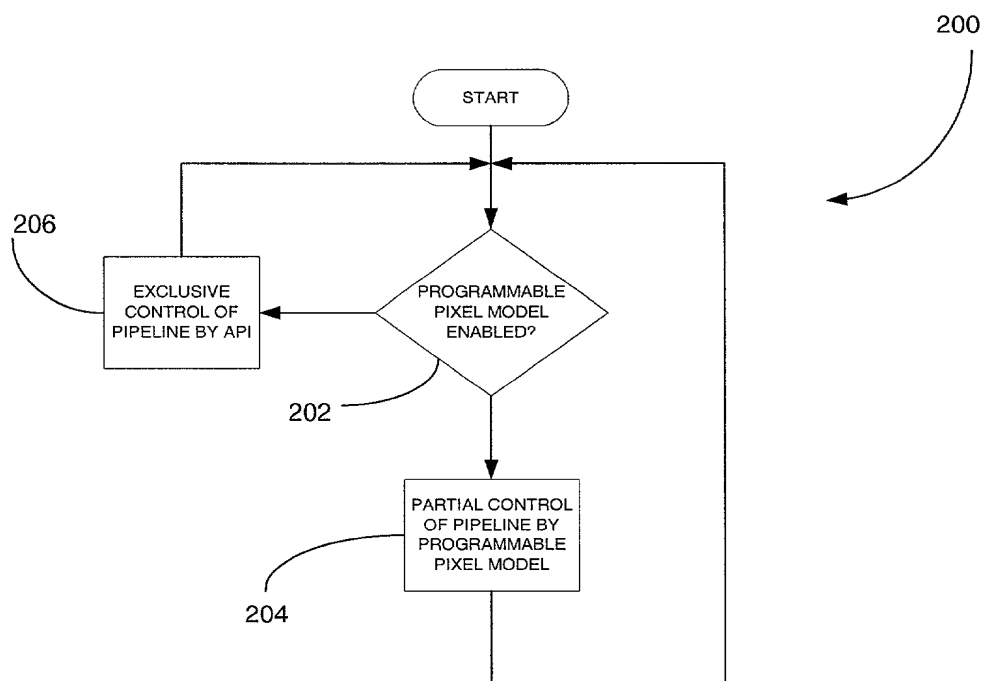 200
START
206
EXCLUSIVE
CONTROL OF
PIPELINE BY API
PROGRAMMABLE
PIXEL MODEL
ENABLED?
202
PARTIAL CONTROL
OF PIPELINE BY
PROGRAMMABLE
PIXEL MODEL
204